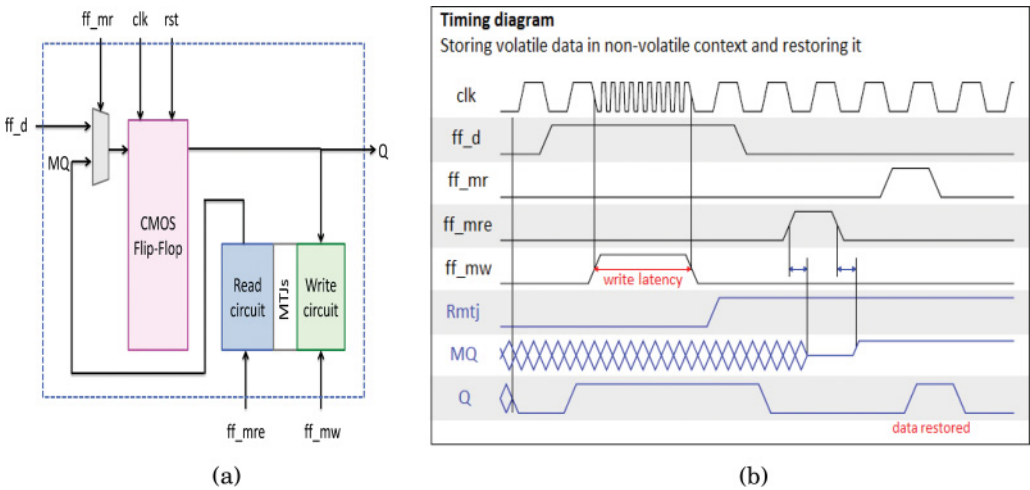 ff_mr clk rst
ff_d
MQ
Q
CMOS
Flip-Flop
Read
circuit
MTJs
Write
circuit
ff_mre ff_mw
(a)
Timing diagram
Storing volatile data in non-volatile context and restoring it
clk
ff_d
ff_mr
ff_mre
ff_mw
write latency
Rmtj
MQ
Q
data restored
(b)